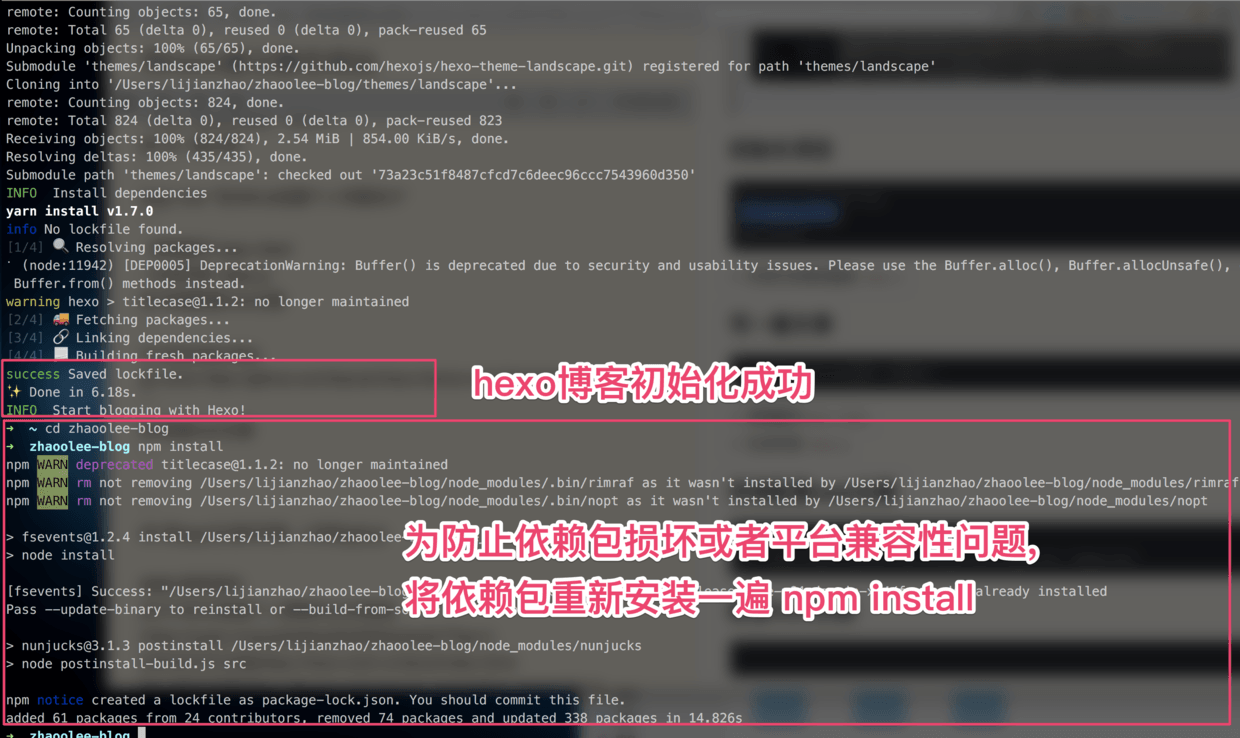 remote: Counting objects: 65, done.
remote: Total 65 (delta 0), reused 0 (delta 0), pack-reused 65
Unpacking objects: 100% (65/65), done.
Submodule 'themes/landscape' (https://github.com/hexojs/hexo-theme-landscape.git) registered for path 'themes/landscape'
Cloning into '/Users/lijianzhao/zhaoolee-blog/themes/landscape'...
remote: Counting objects: 824, done.
remote: Total 824 (delta 0), reused 0 (delta 0), pack-reused 823
Receiving objects: 100% (824/824), 2.54 MiB | 854.00 KiB/s, done.
Resolving deltas: 100% (435/435), done.
Submodule path 'themes/landscape': checked out '73a23c51f8487cfcd7c6deec96ccc7543960d350'
INFO  Install dependencies
yarn install v1.7.0
info No lockfile found.
[1/4] 🔍 Resolving packages...
⠁ (node:11942) [DEP0005] DeprecationWarning: Buffer() is deprecated due to security and usability issues. Please use the Buffer.alloc(), Buffer.allocUnsafe(),
 Buffer.from() methods instead.
warning hexo > titlecase@1.1.2: no longer maintained
[2/4] 🚚 Fetching packages...
[3/4] 🔗 Linking dependencies...
[4/4] 📃 Building fresh packages...
success Saved lockfile.
✨ Done in 6.18s.
INFO  Start blogging with Hexo!
hexo博客初始化成功
➜  ~ cd zhaoolee-blog
➜  zhaoolee-blog npm install
npm WARN deprecated titlecase@1.1.2: no longer maintained
npm WARN rm not removing /Users/lijianzhao/zhaoolee-blog/node_modules/.bin/rimraf as it wasn't installed by /Users/lijianzhao/zhaoolee-blog/node_modules/rimraf
npm WARN rm not removing /Users/lijianzhao/zhaoolee-blog/node_modules/.bin/nopt as it wasn't installed by /Users/lijianzhao/zhaoolee-blog/node_modules/nopt
> fsevents@1.2.4 install /Users/lijianzhao/zhaoolee-
> node install
为防止依赖包损坏或者平台兼容性问题,
将依赖包重新安装一遍 npm install
[fsevents] Success: "/Users/lijianzhao/zhaoolee-blog already installed
Pass --update-binary to reinstall or --build-from-
> nunjucks@3.1.3 postinstall /Users/lijianzhao/zhaoolee-blog/node_modules/nunjucks
> node postinstall-build.js src
npm notice created a lockfile as package-lock.json. You should commit this file.
added 61 packages from 24 contributors, removed 74 packages and updated 338 packages in 14.826s
➜  zhaoolee-blog